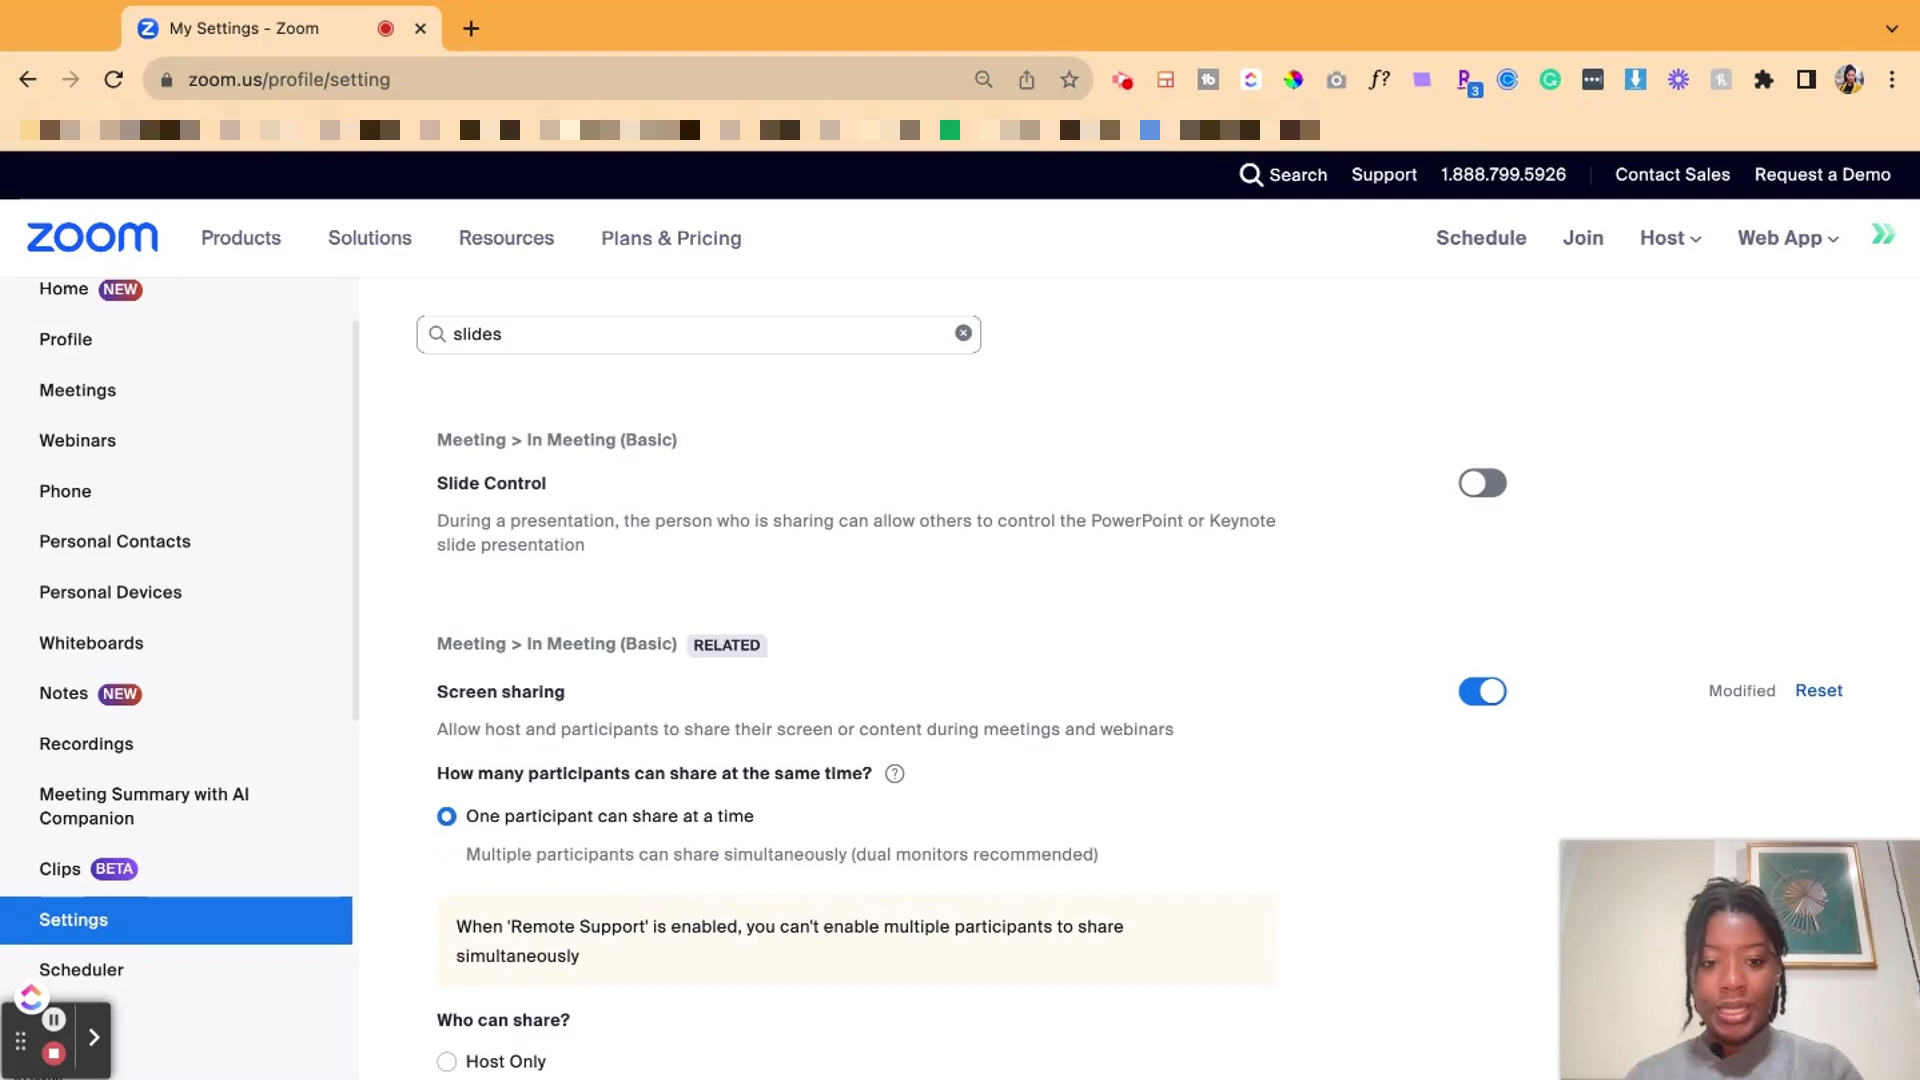 My Settings - Zoom
zoom.us/profile/setting
tb
f?
3
Search
Support
1.888.799.5926
Contact Sales
Request a Demo
zoom
Products
Solutions
Resources
Plans & Pricing
Schedule
Join
Host
Web App
Home NEW
Profile
Meetings
Webinars
Phone
Personal Contacts
Personal Devices
Whiteboards
Notes NEW
Recordings
Meeting Summary with AI
Companion
Clips BETA
Settings
Scheduler
slides
Meeting > In Meeting (Basic)
Slide Control
During a presentation, the person who is sharing can allow others to control the PowerPoint or Keynote
slide presentation
Meeting > In Meeting (Basic) RELATED
Screen sharing
Modified Reset
Allow host and participants to share their screen or content during meetings and webinars
How many participants can share at the same time?
One participant can share at a time
Multiple participants can share simultaneously (dual monitors recommended)
When 'Remote Support' is enabled, you can't enable multiple participants to share
simultaneously
Who can share?
Host Only